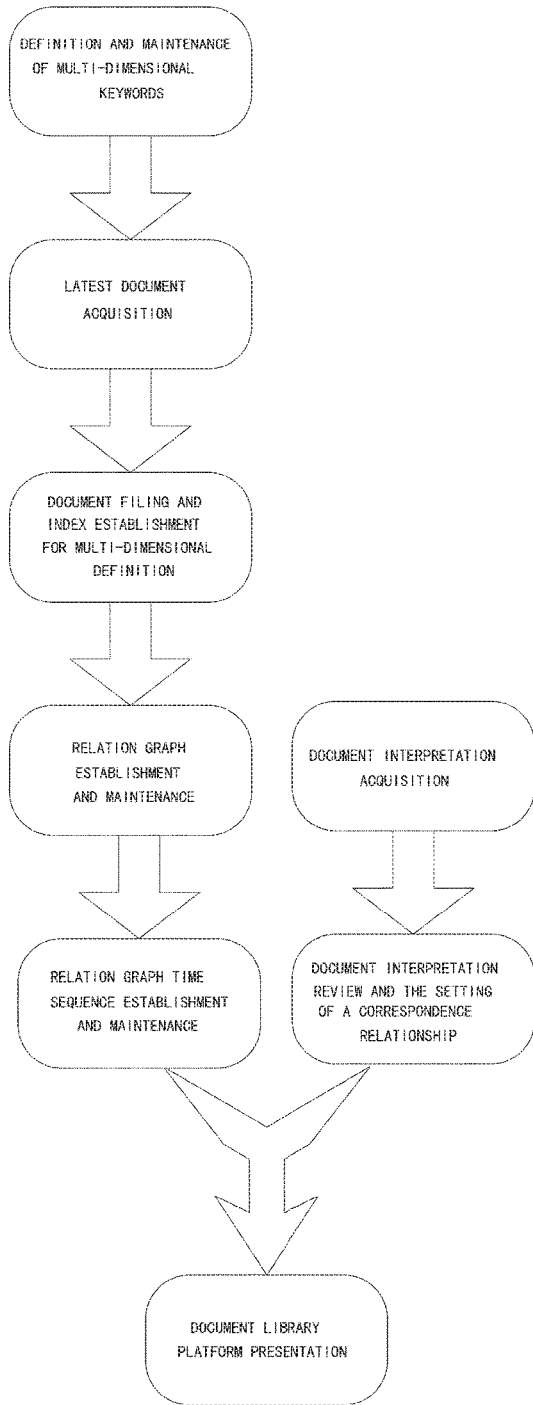 DEFINITION AND MAINTENANCE
OF MULTI-DIMENSIONAL
KEYWORDS
LATEST DOCUMENT
ACQUISITION
DOCUMENT FILING AND
INDEX ESTABLISHMENT
FOR MULTI-DIMENSIONAL
DEFINITION
RELATION GRAPH
ESTABLISHMENT
AND MAINTENANCE
DOCUMENT INTERPRETATION
ACQUISITION
RELATION GRAPH TIME
SEQUENCE ESTABLISHMENT
AND MAINTENANCE
DOCUMENT INTERPRETATION
REVIEW AND THE SETTING
OF A CORRESPONDENCE
RELATIONSHIP
DOCUMENT LIBRARY
PLATFORM PRESENTATION